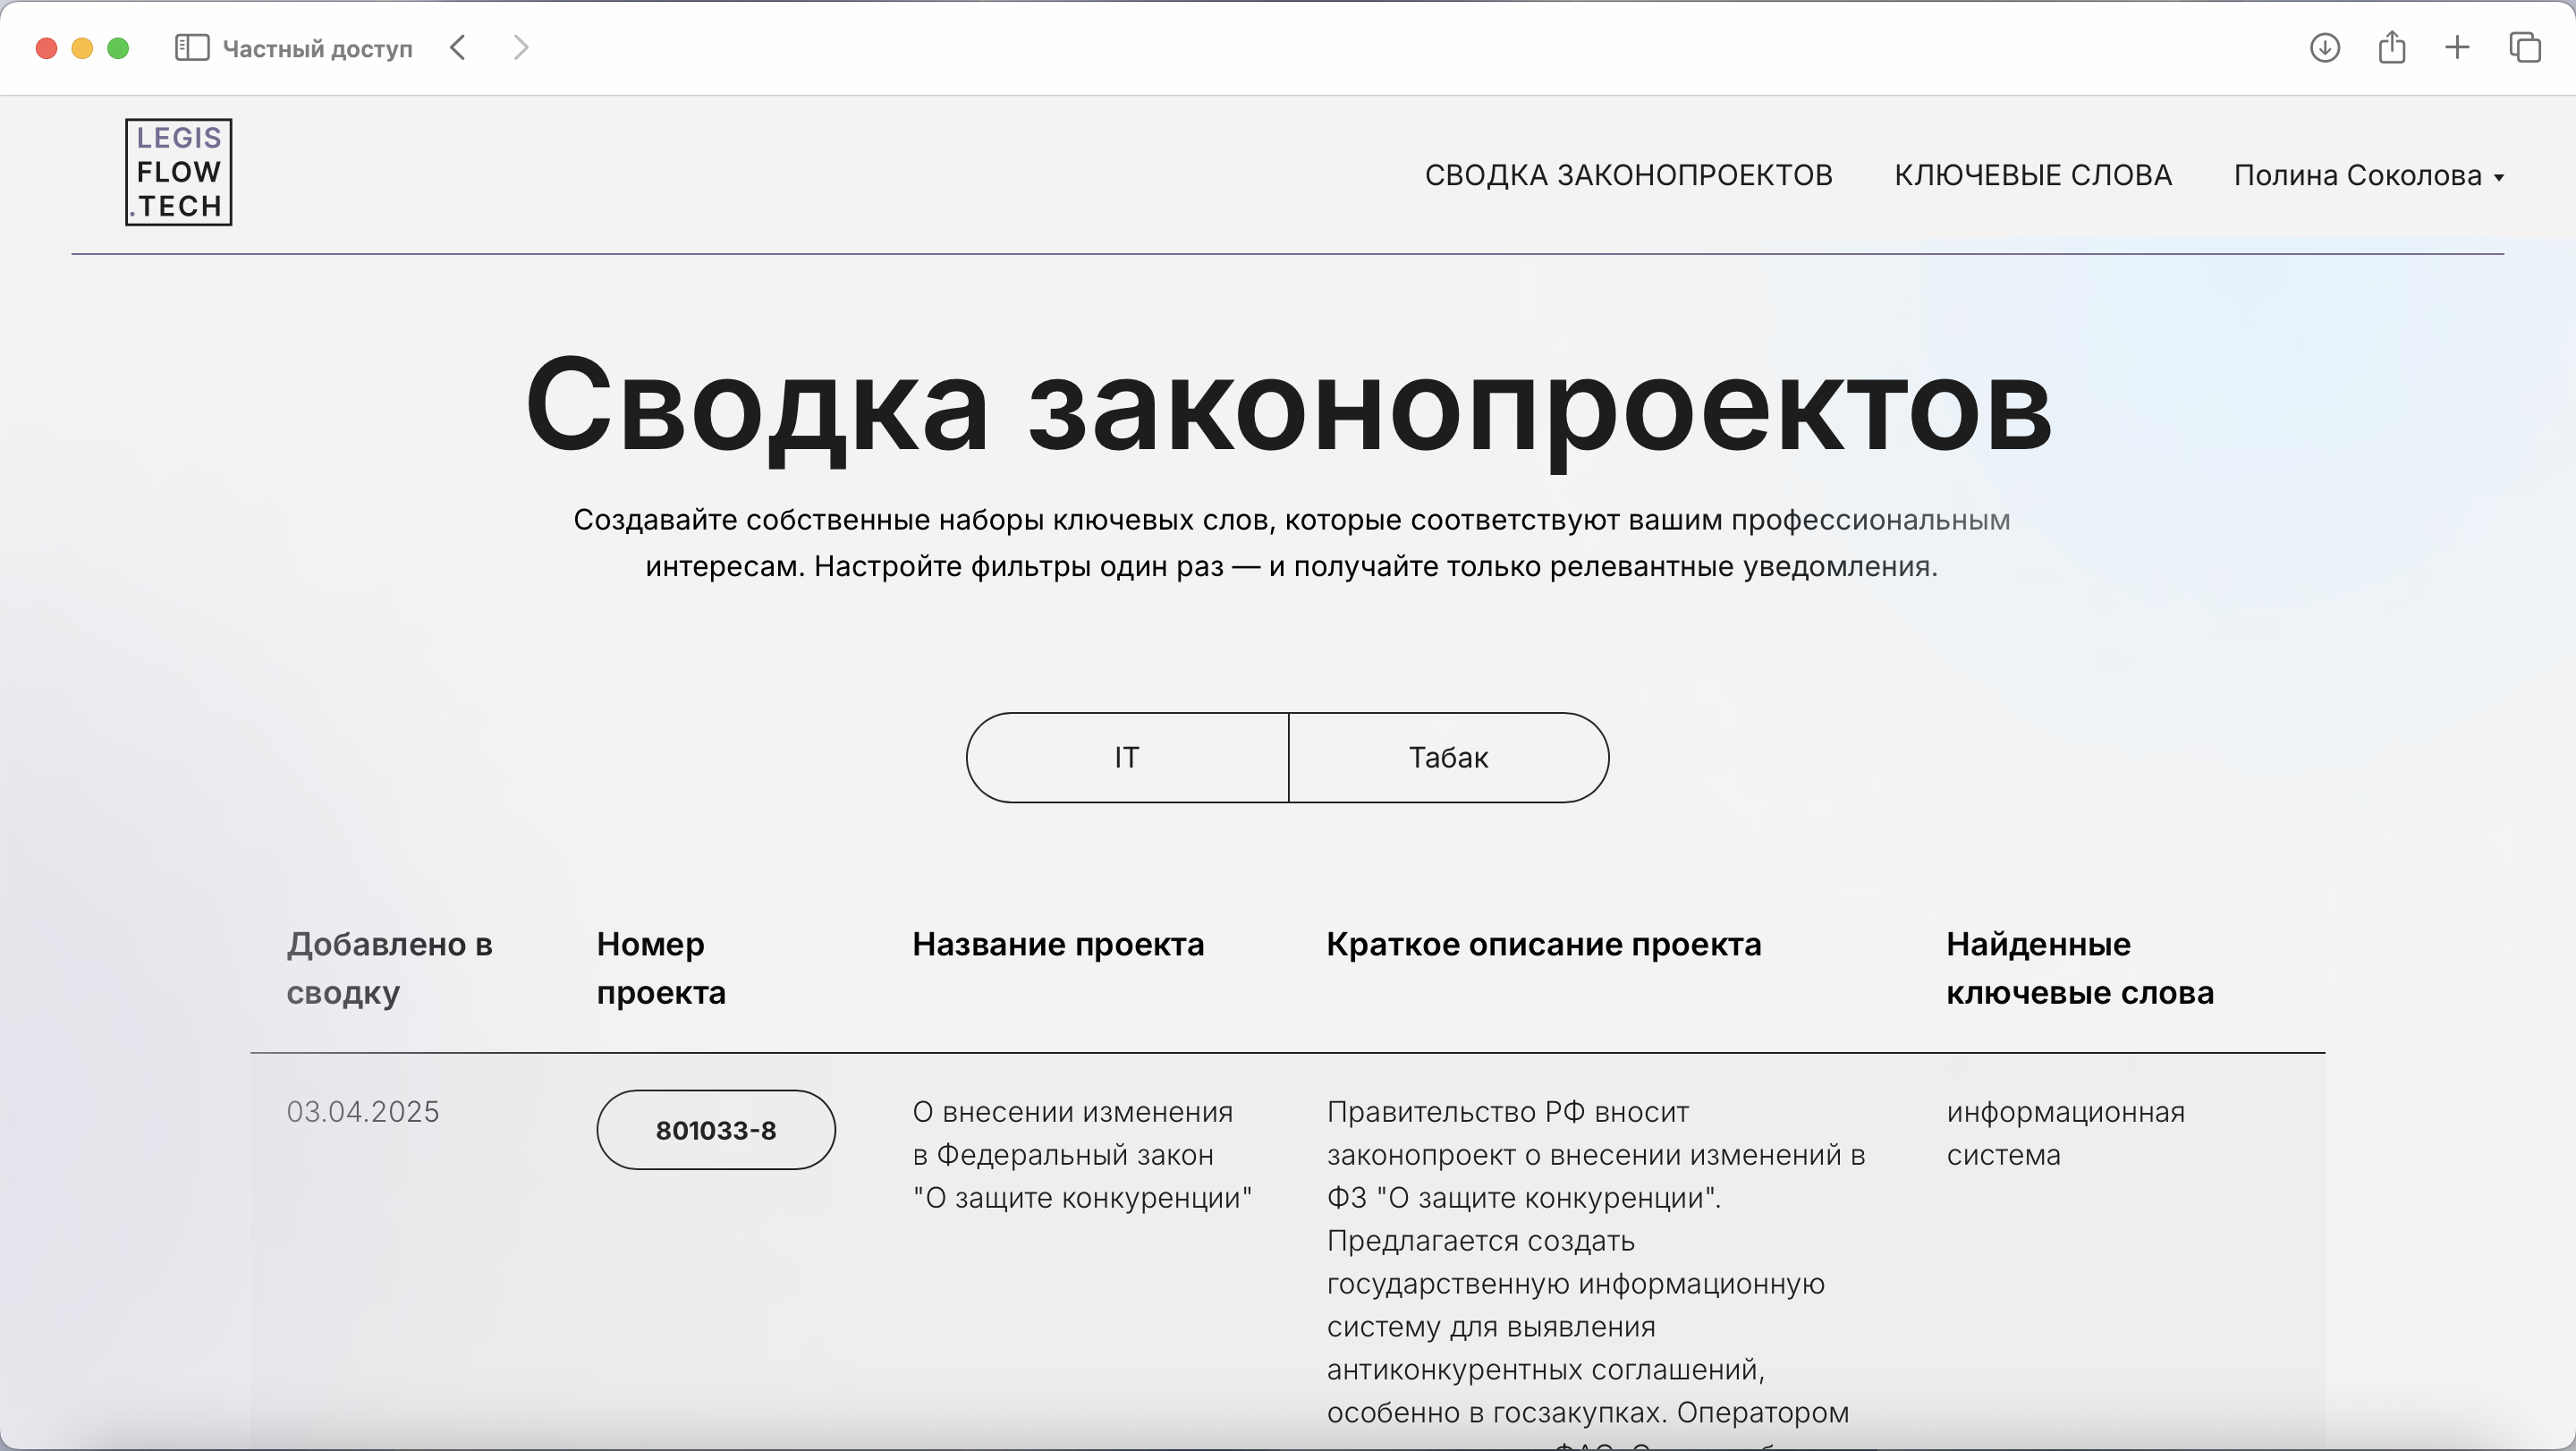 Частный доступ
LEGIS
FLOW
.TECH
СВОДКА ЗАКОНОПРОЕКТОВ
КЛЮЧЕВЫЕ СЛОВА
Полина Соколова
Сводка законопроектов
Создавайте собственные наборы ключевых слов, которые соответствуют вашим профессиональным
интересам. Настройте фильтры один раз — и получайте только релевантные уведомления.
IT
Табак
Добавлено в
сводку
Номер
проекта
Название проекта
Краткое описание проекта
Найденные
ключевые слова
03.04.2025
801033-8
О внесении изменения
в Федеральный закон
"О защите конкуренции"
Правительство РФ вносит
законопроект о внесении изменений в
ФЗ "О защите конкуренции".
Предлагается создать
государственную информационную
систему для выявления
антиконкурентных соглашений,
особенно в госзакупках. Оператором
информационная
система